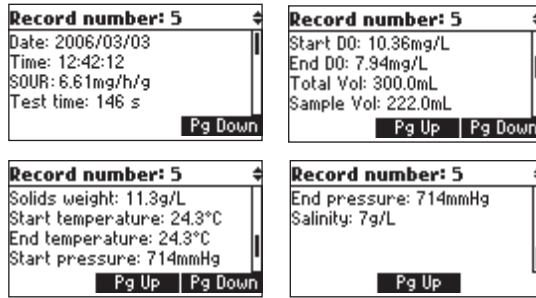 Record number: 5
Date: 2006/03/03
Time: 12:42:12
SOUR: 6.61mg/h/g
Test time: 146 s
Pg Down
Record number: 5
Start DO: 10.36mg/L
End DO: 7.94mg/L
Total Vol: 300.0mL
Sample Vol: 222.0mL
Pg Up Pg Down
Record number: 5
Solids weight: 11.3g/L
Start temperature: 24.3°C
End temperature: 24.3°C
Start pressure: 714mmHg
Pg Up Pg Down
Record number: 5
End pressure: 714mmHg
Salinity: 7g/L
Pg Up